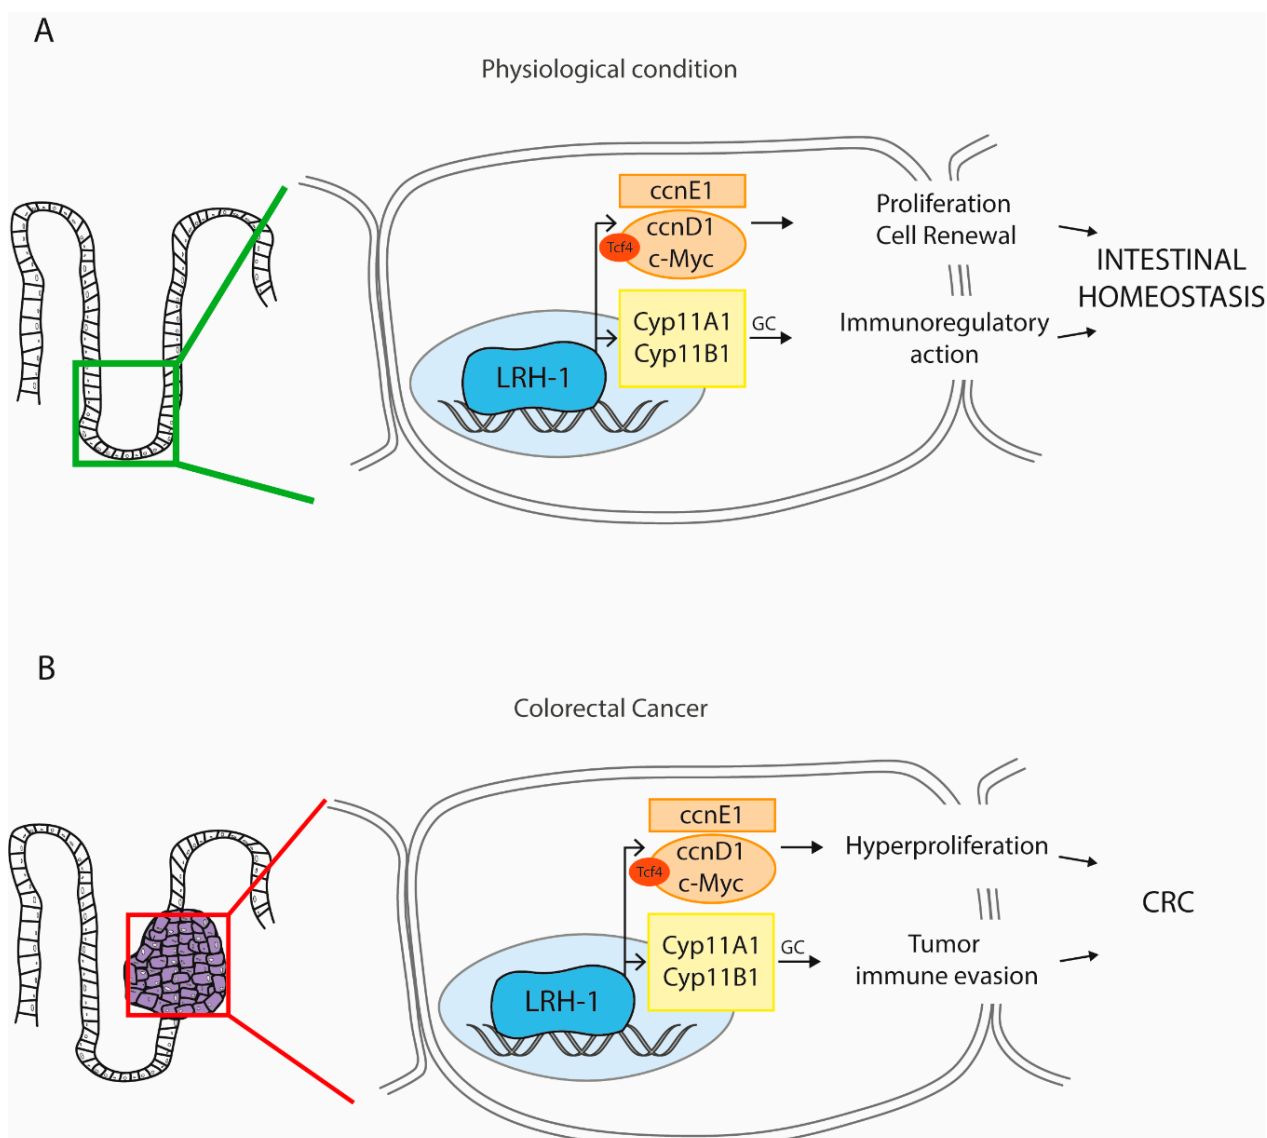 A
Physiological condition
ccnE1
ccnD1
Tcf4
c-Myc
Proliferation
Cell Renewal
INTESTINAL
HOMEOSTASIS
Cyp11A1
Cyp11B1
GC
Immunoregulatory
action
LRH-1
B
Colorectal Cancer
ccnE1
ccnD1
Tcf4
c-Myc
Hyperproliferation
CRC
Cyp11A1
Cyp11B1
GC
Tumor
immune evasion
LRH-1